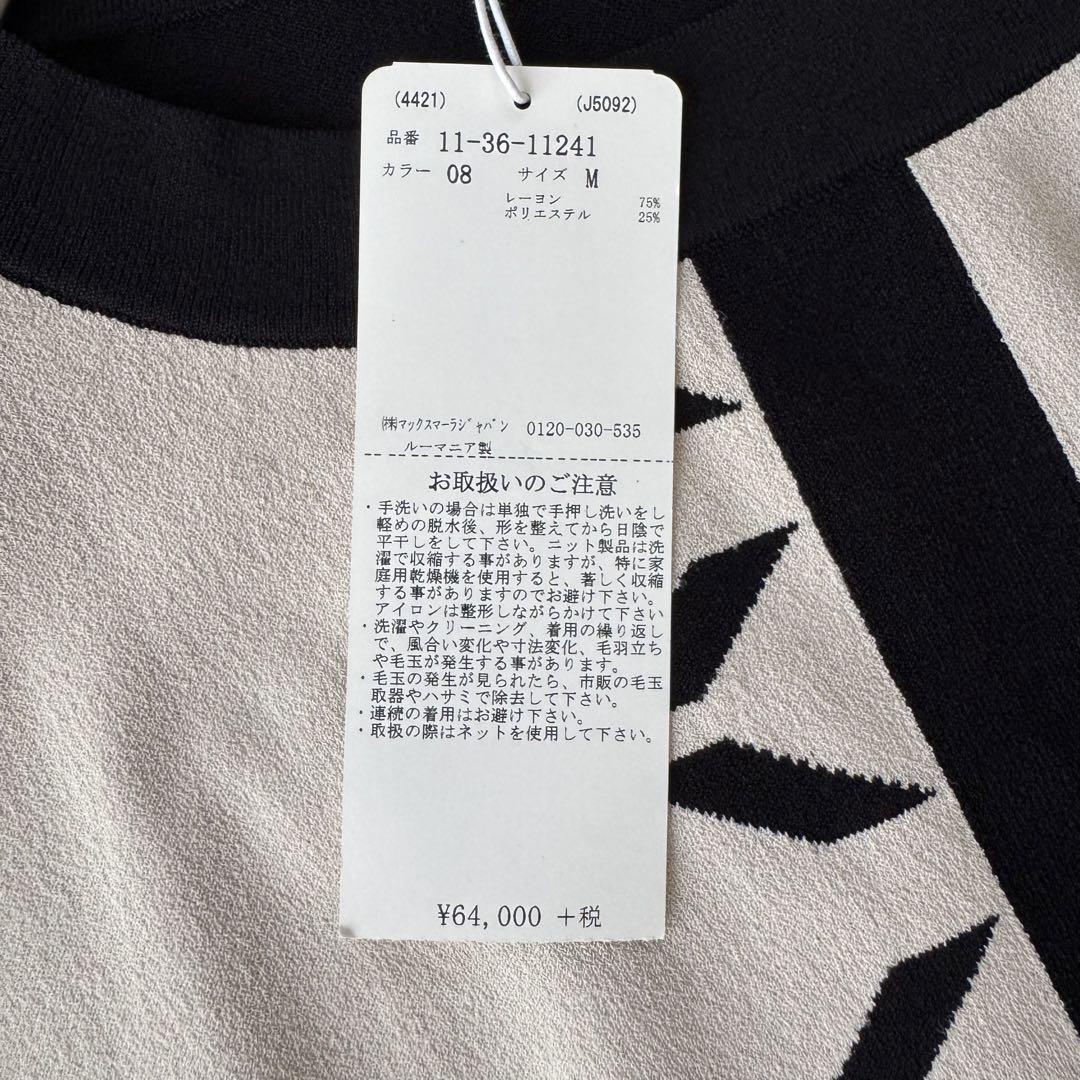 (4421) (J5092)
品番 11-36-11241
カラー 08 サイズ M
レーヨン 75%
ポリエステル 25%
㈱マックスマーラジャパン 0120-030-535
ルーマニア製
お取扱いのご注意
・手洗いの場合は単独で手押し洗いをし
軽めの脱水後、形を整えてから日陰で
平干しをして下さい。ニット製品は洗
濯で収縮する事がありますが、特に家
庭用乾燥機を使用すると、著しく収縮
する事がありますのでお避け下さい。
アイロンは整形しながらかけて下さい
・洗濯やクリーニング、着用の繰り返し
で、風合い変化や寸法変化、毛羽立ち
や毛玉が発生する事があります。
・毛玉の発生が見られたら、市販の毛玉
取器やハサミで除去して下さい。
・連続の着用はお避け下さい。
・取扱の際はネットを使用して下さい。
¥64,000 +税